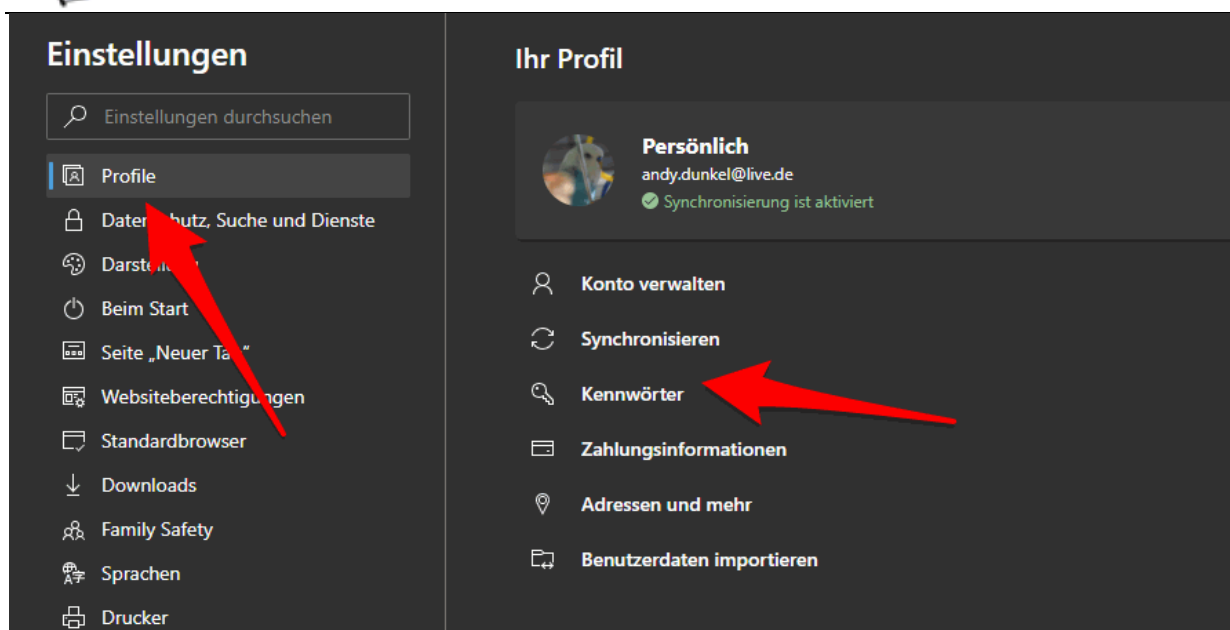 Einstellungen
Einstellungen durchsuchen
Profile
Datenschutz, Suche und Dienste
Beim Start
Seite „Neuer Tab“
Websiteberechtigungen
Standardbrowser
Downloads
Family Safety
Sprachen
Drucker
Ihr Profil
Persönlich
andy.dunkel@live.de
Synchronisierung ist aktiviert
Konto verwalten
Synchronisieren
Kennwörter
Zahlungsinformationen
Adressen und mehr
Benutzerdaten importieren